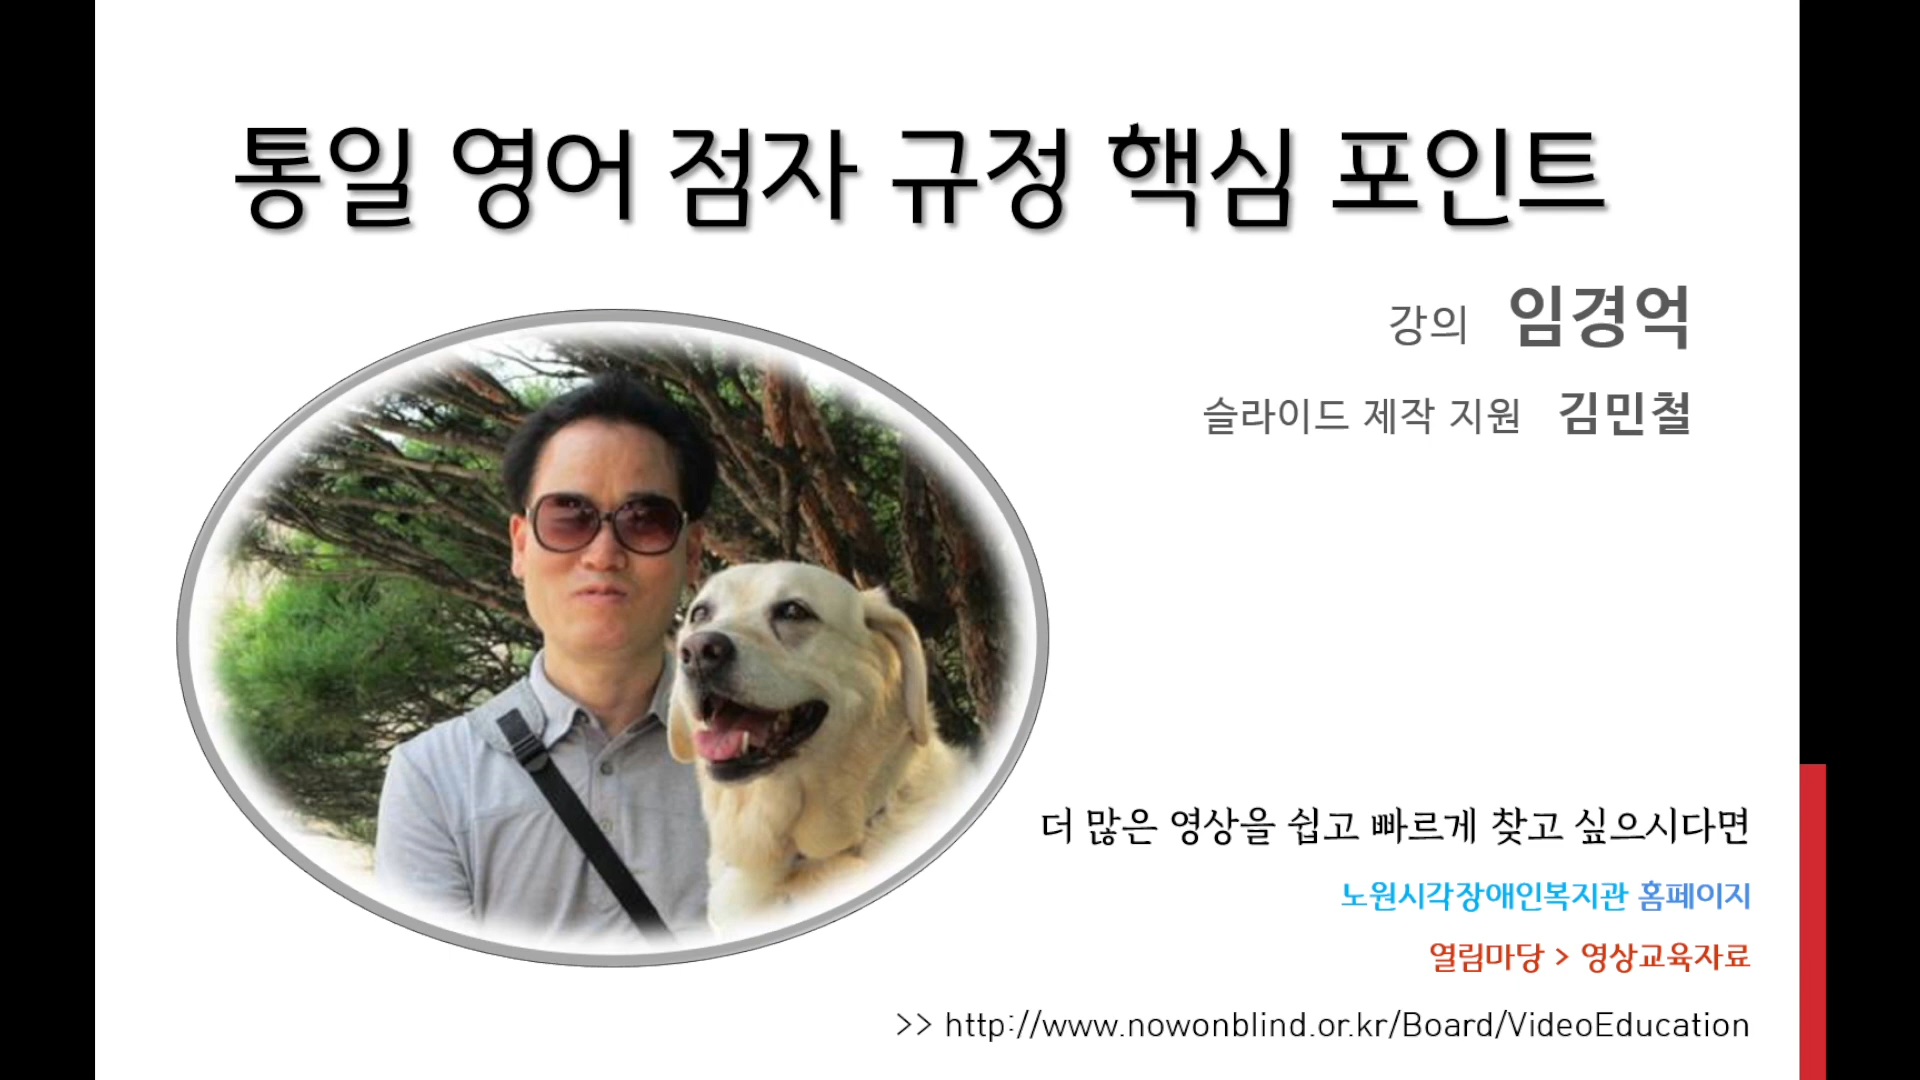 통일 영어 점자 규정 핵심 포인트
강의 임경억
슬라이드 제작 지원 김민철
더 많은 영상을 쉽고 빠르게 찾고 싶으시다면
노원시각장애인복지관 홈페이지
열림마당 > 영상교육자료
>> http://www.nowonblind.or.kr/Board/VideoEducation